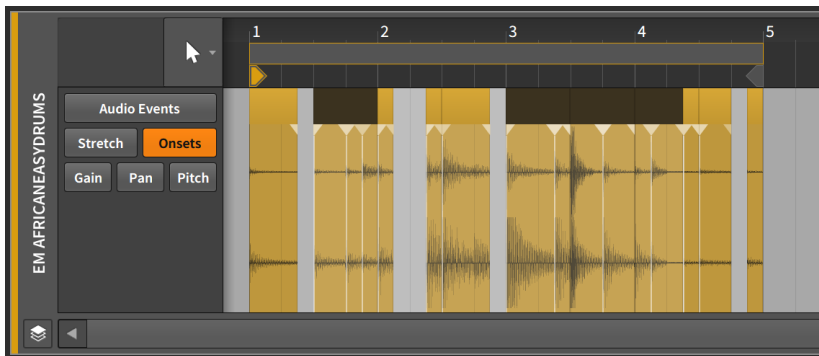 1 2 3 4 5
EM AFRICANEASYDRUMS
Audio Events
Stretch Onsets
Gain Pan Pitch